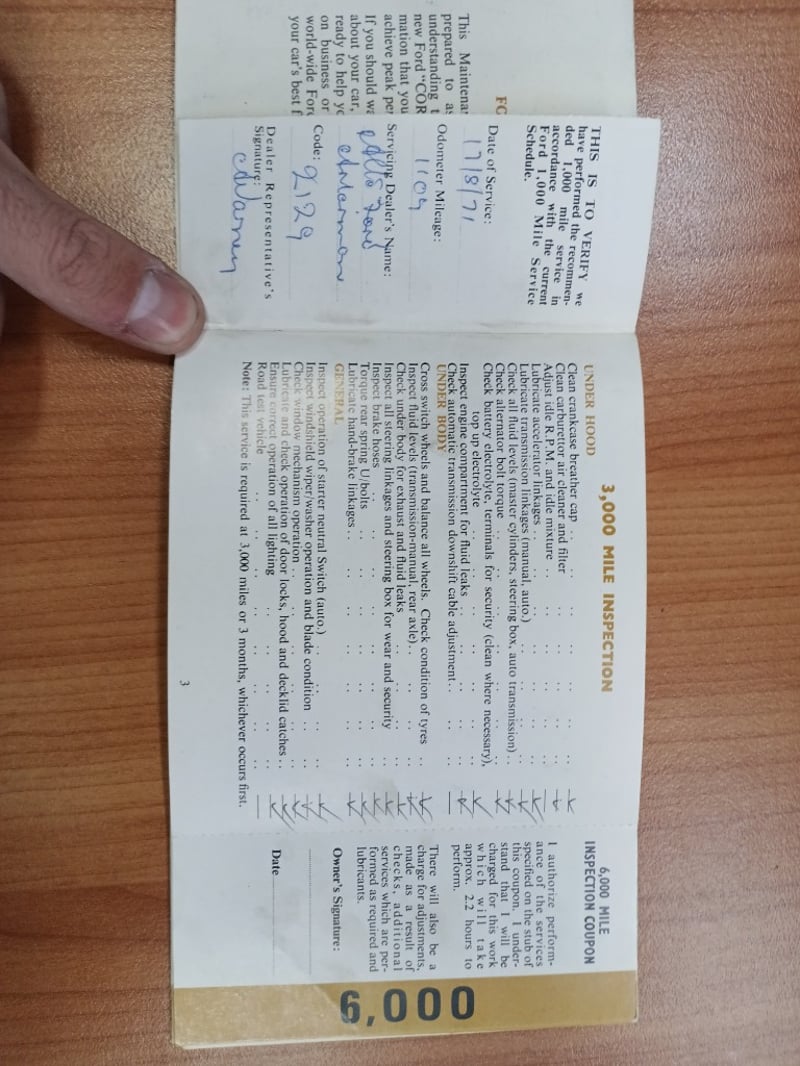 FC
This Maintena
prepared to as
understanding t
new Ford "COR
mation that you
achieve peak per
If you should wa
about your car,
ready to help yo
on business or
world-wide Ford
your car's best f
THIS IS TO VERIFY we
have performed the recommen-
ded 1,000 mile service in
accordance with the current
Ford 1,000 Mile Service
Schedule.
Date of Service:
17/8/71
Odometer Mileage:
1109
Servicing Dealer's Name:
Ford
Code: 2129
Dealer Representative's
Signature:
3,000 MILE INSPECTION
UNDER HOOD
Clean crankcase breather cap
Clean carburettor air cleaner and filter
Adjust idle R.P.M. and idle mixture
Lubricate accelerator linkages
Lubricate transmission linkages (manual, auto.)
Check all fluid levels (master cylinders, steering box, auto transmission)
Check alternator bolt torque
Check battery electrolyte, terminals for security (clean where necessary),
top up electrolyte
Inspect engine compartment for fluid leaks
Check automatic transmission downshift cable adjustment
UNDER BODY
Cross switch wheels and balance all wheels. Check condition of tyres
Inspect fluid levels (transmission-manual, rear axle)
Check under body for exhaust and fluid leaks
Inspect all steering linkages and steering box for wear and security
Inspect brake hoses
Torque rear spring U/bolts
Lubricate hand-brake linkages
GENERAL
Inspect operation of starter neutral Switch (auto.)
Inspect windshield wiper/washer operation and blade condition
Check window mechanism operation
Lubricate and check operation of door locks, hood and decklid catches
Ensure correct operation of all lighting
Road test vehicle
Note: This service is required at 3,000 miles or 3 months, whichever occurs first.
3
6,000 MILE
INSPECTION COUPON
I authorize perform-
ance of the services
specified on the stub of
this coupon. I under-
stand that I will be
charged for this work
which will take
approx. 2.2 hours to
perform.
There will also be a
charge for adjustments,
made as a result of
checks, additional
services which are per-
formed as required and
lubricants.
Owner's Signature:
Date
6,000